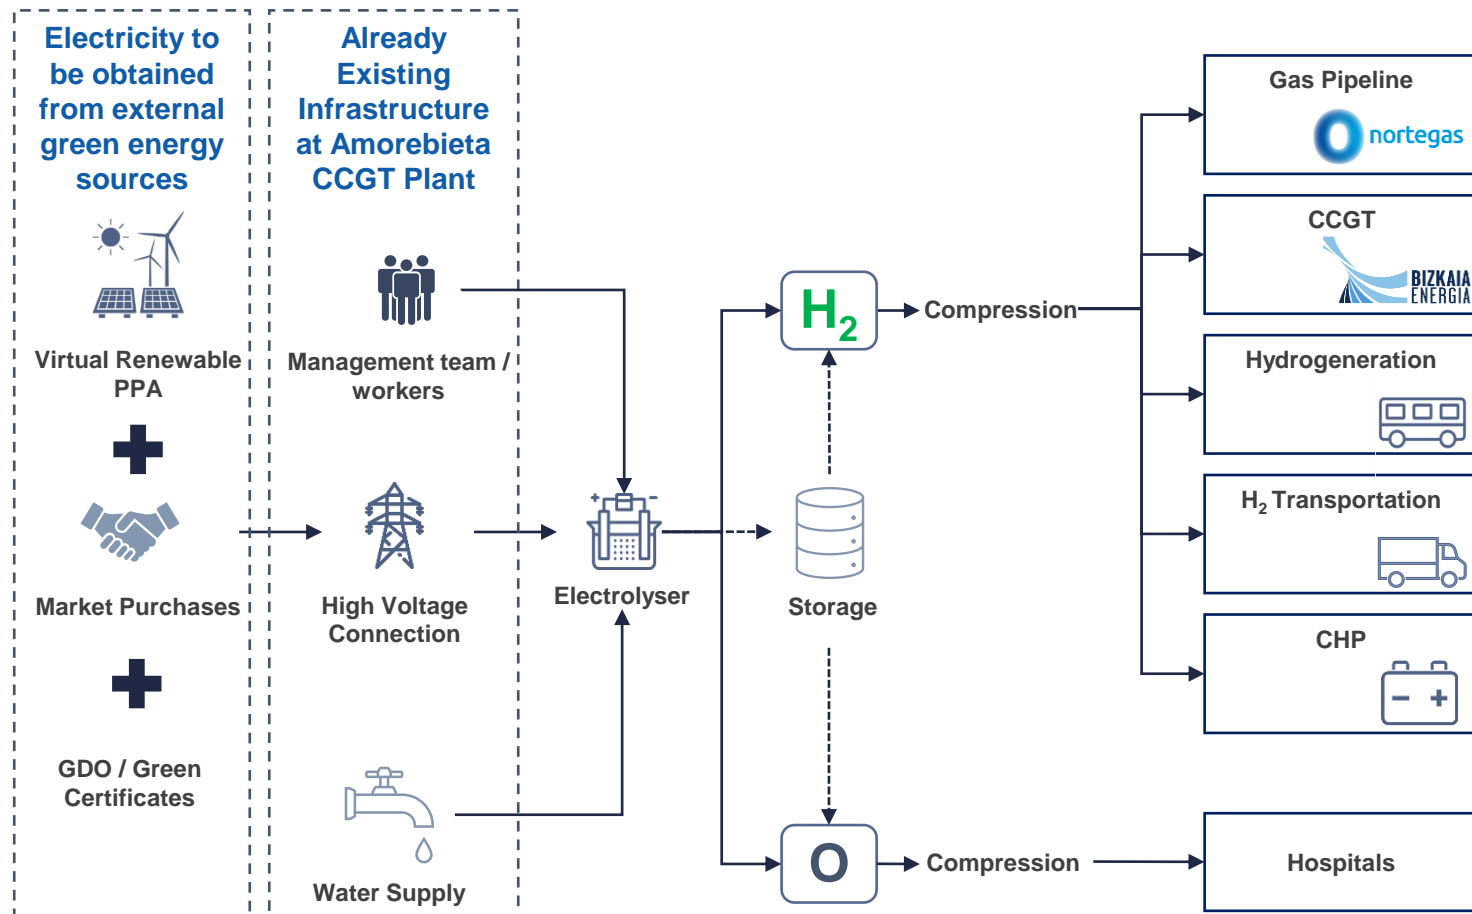 Electricity to
be obtained
from external
green energy
sources
Virtual Renewable
PPA
Market Purchases
GDO / Green
Certificates
Already
Existing
Infrastructure
at Amorebieta
CCGT Plant
Management team /
workers
High Voltage
Connection
Water Supply
Electrolyser
H2
Storage
O
Compression
Compression
Gas Pipeline
nortegas
CCGT
BIZKAIA
ENERGIA
Hydrogeneration
H2 Transportation
CHP
Hospitals